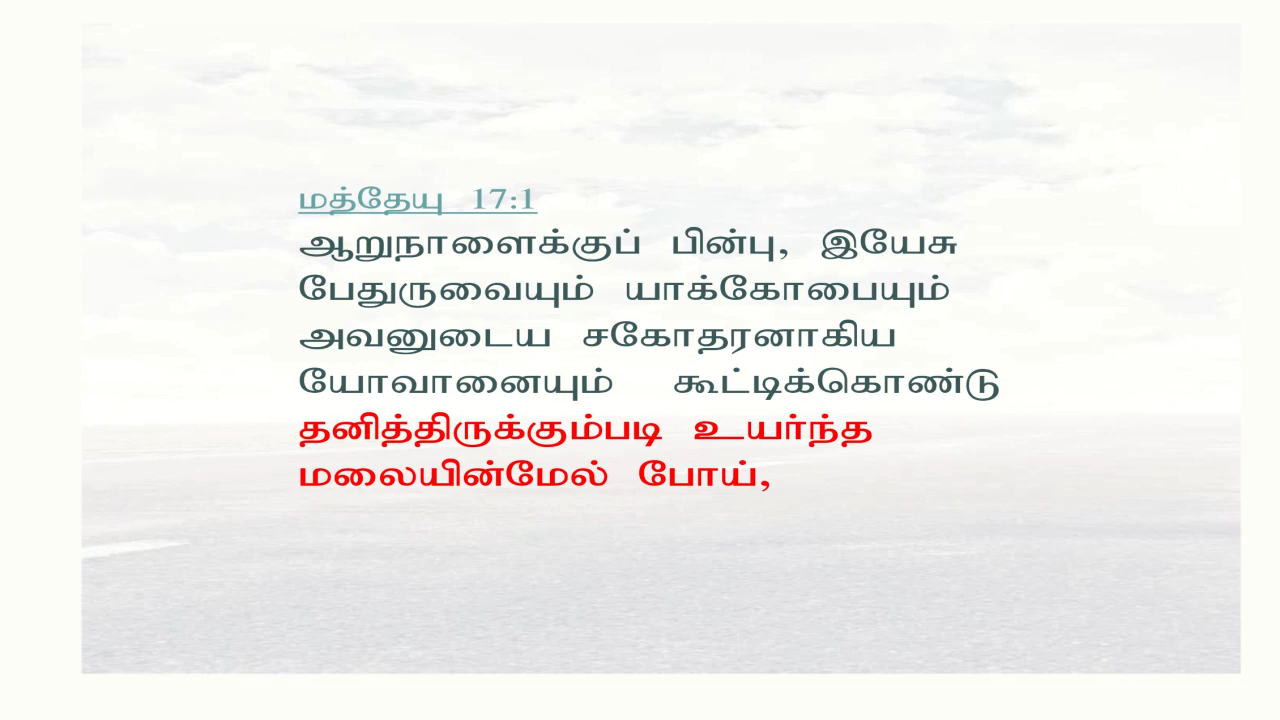 மத்தேயு 17:1
ஆறுநாளைக்குப் பின்பு, இயேசு
பேதுருவையும் யாக்கோபையும்
அவனுடைய சகோதரனாகிய
யோவானையும் கூட்டிக்கொண்டு
தனித்திருக்கும்படி உயர்ந்த
மலையின்மேல் போய்,